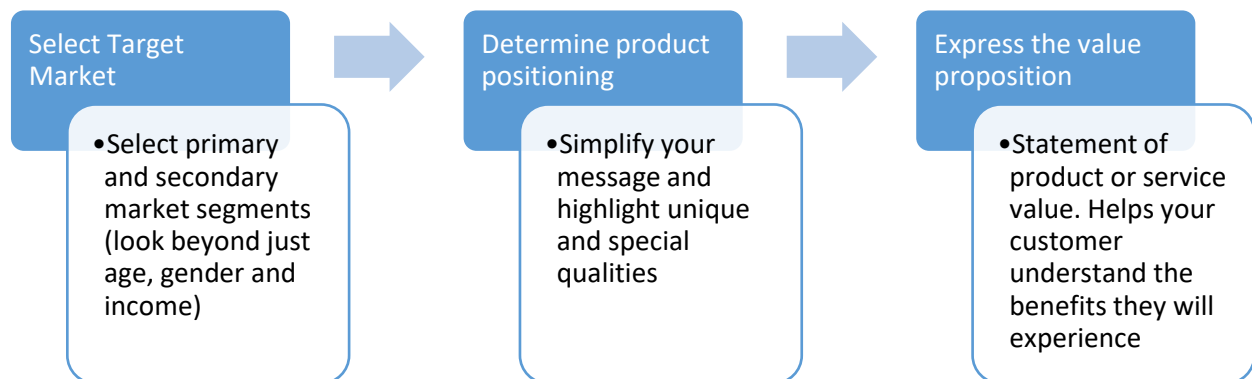 Select Target
Market
•Select primary
and secondary
market segments
(look beyond just
age, gender and
income)
Determine product
positioning
•Simplify your
message and
highlight unique
and special
qualities
Express the value
proposition
•Statement of
product or service
value. Helps your
customer
understand the
benefits they will
experience